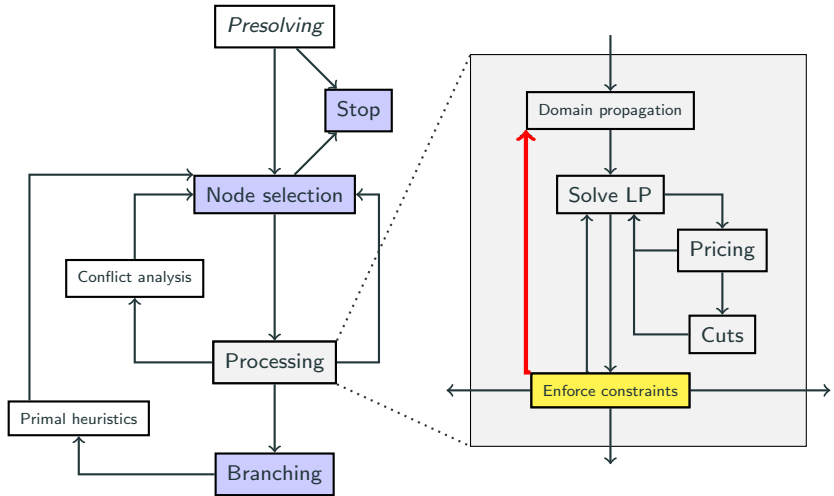 Presolving
Stop
Node selection
Conflict analysis
Processing
Primal heuristics
Branching
Domain propagation
Solve LP
Pricing
Cuts
Enforce constraints